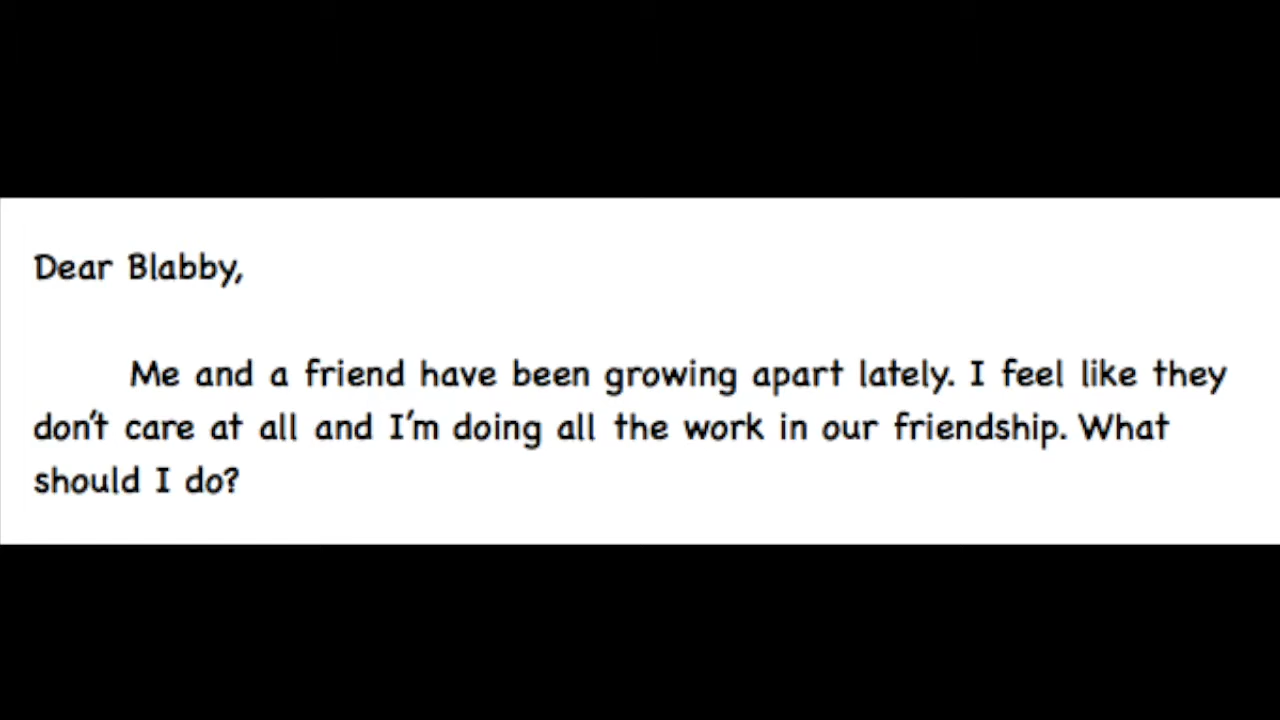 Dear Blabby,
Me and a friend have been growing apart lately. I feel like they
don't care at all and I'm doing all the work in our friendship. What
should I do?